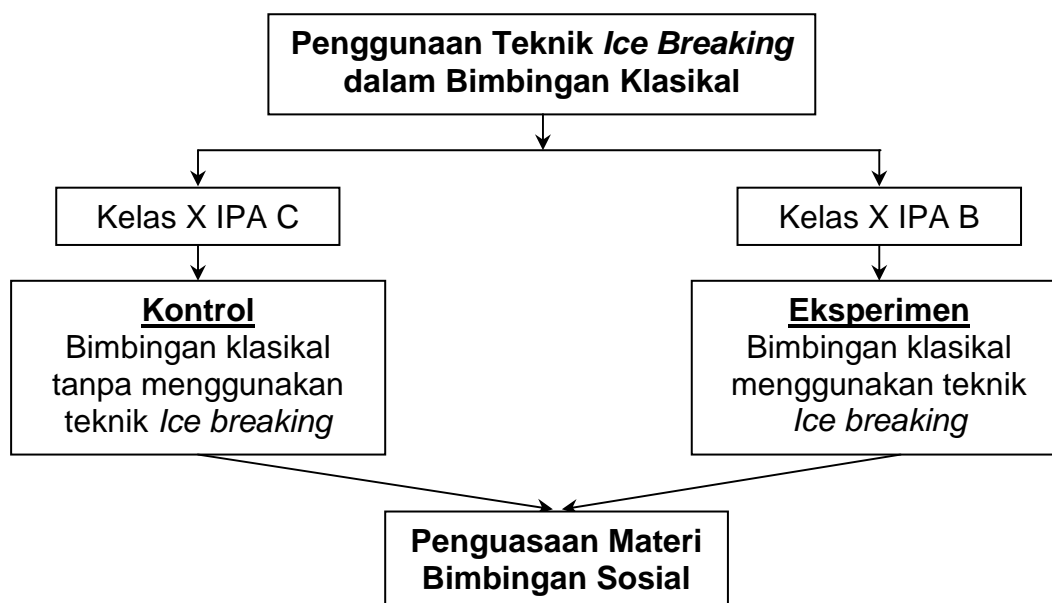 Penggunaan Teknik Ice Breaking
dalam Bimbingan Klasikal
Kelas X IPA C
Kelas X IPA B
Kontrol
Bimbingan klasikal
tanpa menggunakan
teknik Ice breaking
Eksperimen
Bimbingan klasikal
menggunakan teknik
Ice breaking
Penguasaan Materi
Bimbingan Sosial